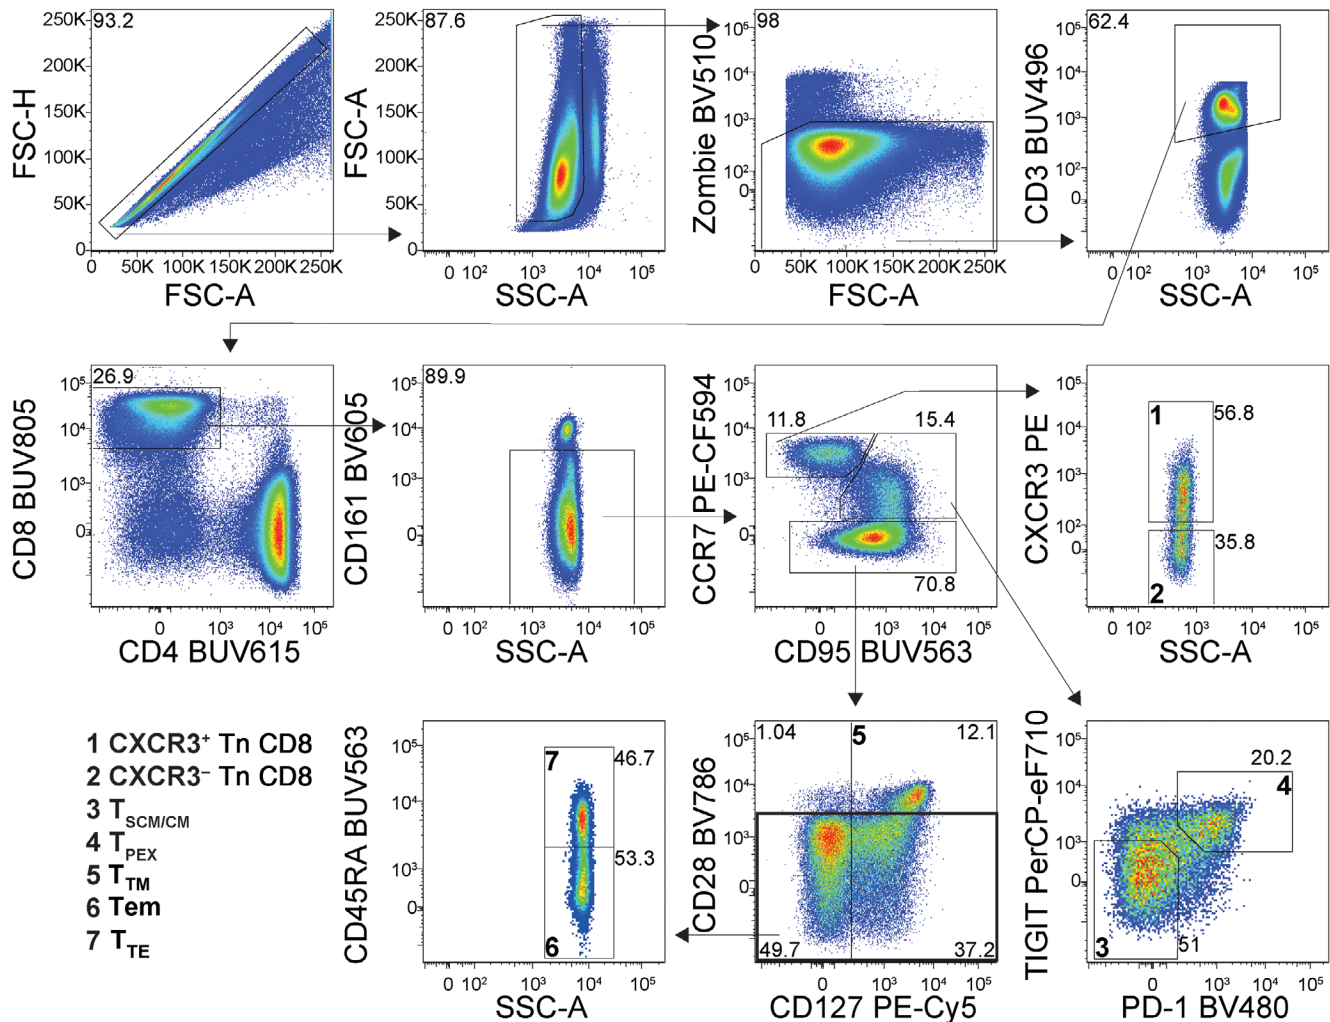 93.2
250K
200K
150K
100K
50K
0
FSC-H
0 50K 100K 150K 200K 250K
FSC-A
87.6
250K
200K
150K
100K
50K
0
FSC-A
0 10² 10³ 10⁴ 10⁵
SSC-A
98
10⁵
10⁴
10³
10²
0
Zombie BV510
0 50K 100K 150K 200K 250K
FSC-A
62.4
10⁵
10⁴
10³
10²
0
CD3 BUV496
0 10² 10³ 10⁴ 10⁵
SSC-A
26.9
10⁵
10⁴
10³
0
CD8 BUV805
0 10³ 10⁴ 10⁵
CD4 BUV615
89.9
10⁵
10⁴
10³
0
CD161 BV605
0 10² 10³ 10⁴ 10⁵
SSC-A
11.8 15.4
70.8
10⁵
10⁴
10³
0
CCR7 PE-CF594
0 10³ 10⁴ 10⁵
CD95 BUV563
1 56.8
2 35.8
10⁵
10⁴
10³
10²
0
CXCR3 PE
0 10² 10³ 10⁴ 10⁵
SSC-A
1 CXCR3⁺ Tn CD8
2 CXCR3⁻ Tn CD8
3 T SCM/CM
4 T PEX
5 T TM
6 Tem
7 T TE
7 46.7
53.3
6
10⁵
10⁴
10³
0
CD45RA BUV563
0 10² 10³ 10⁴ 10⁵
SSC-A
1.04 5 12.1
49.7 37.2
10⁵
10⁴
10³
0
CD28 BV786
0 10³ 10⁴ 10⁵
CD127 PE-Cy5
20.2
4
3 51
10⁵
10⁴
10³
0
TIGIT PerCP-eF710
0 10³ 10⁴ 10⁵
PD-1 BV480